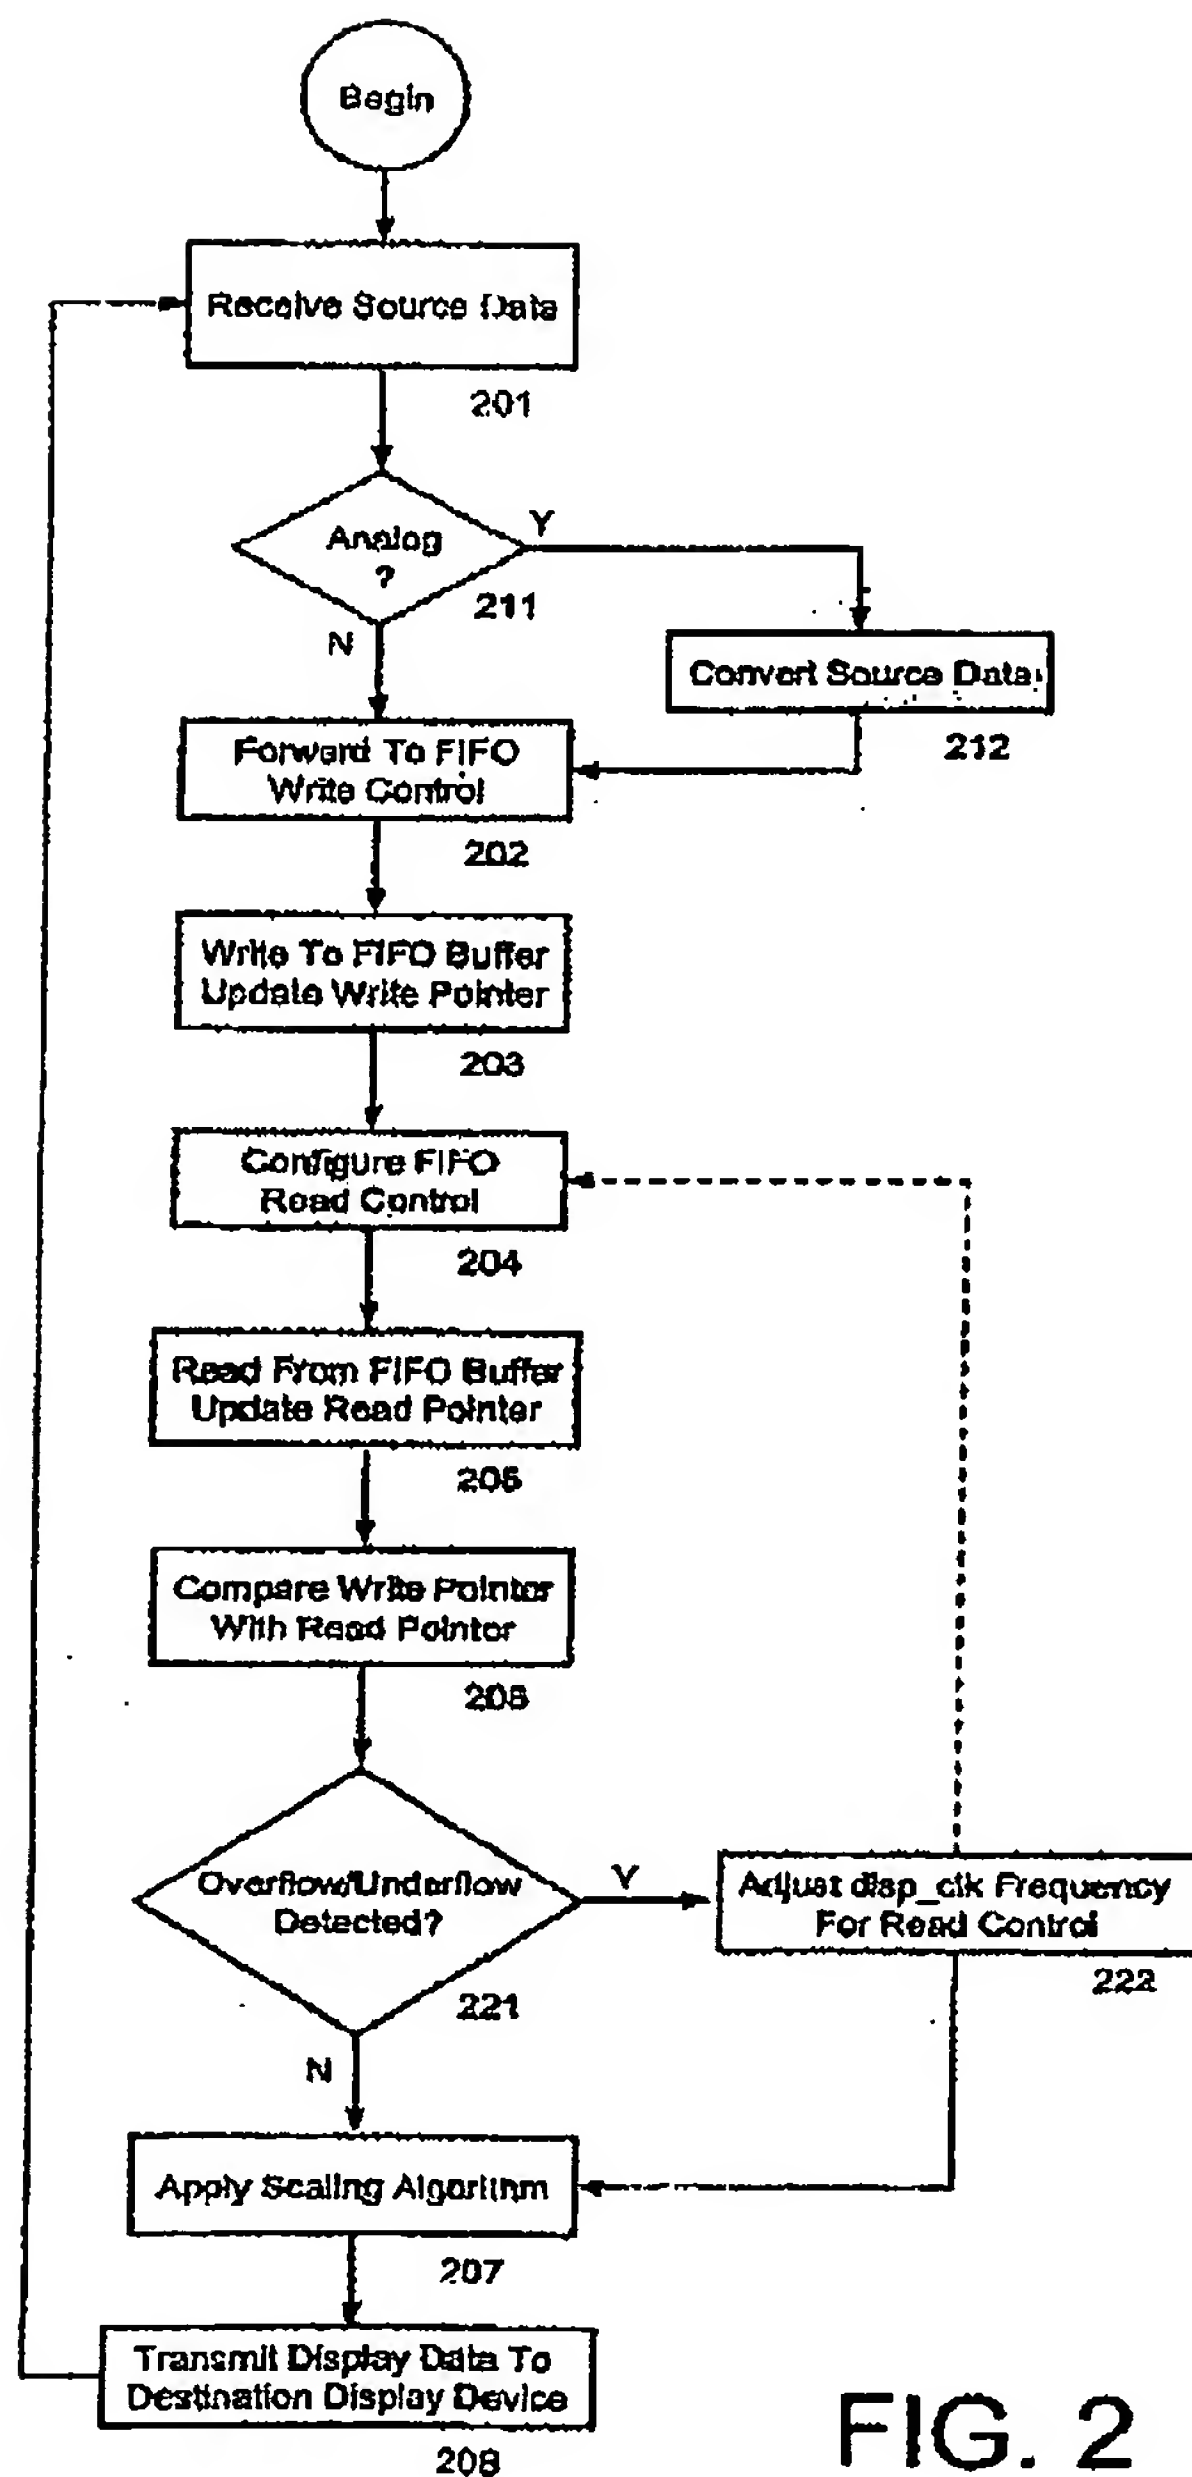 Begin
Receive Source Data
201
Analog
?
Y
211
N
Convert Source Data
212
Forward To FIFO
Write Control
202
Write To FIFO Buffer
Update Write Pointer
203
Configure FIFO
Read Control
204
Read From FIFO Buffer
Update Read Pointer
205
Compare Write Pointer
With Read Pointer
206
Overflow/Underflow
Detected?
Y
221
N
Adjust disp_clk Frequency
For Read Control
222
Apply Scaling Algorithm
207
Transmit Display Data To
Destination Display Device
208
FIG. 2